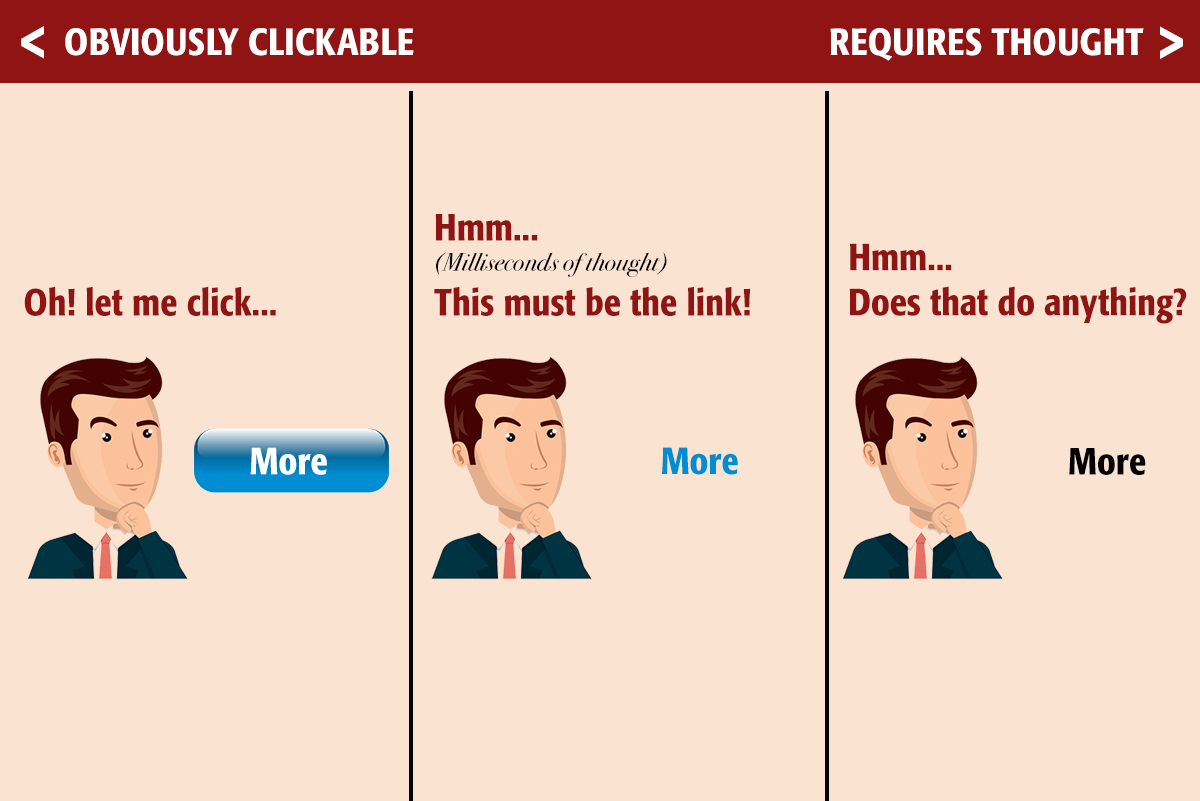 < OBVIOUSLY CLICKABLE
REQUIRES THOUGHT >
Oh! let me click...
More
Hmm...
(Milliseconds of thought)
This must be the link!
More
Hmm...
Does that do anything?
More